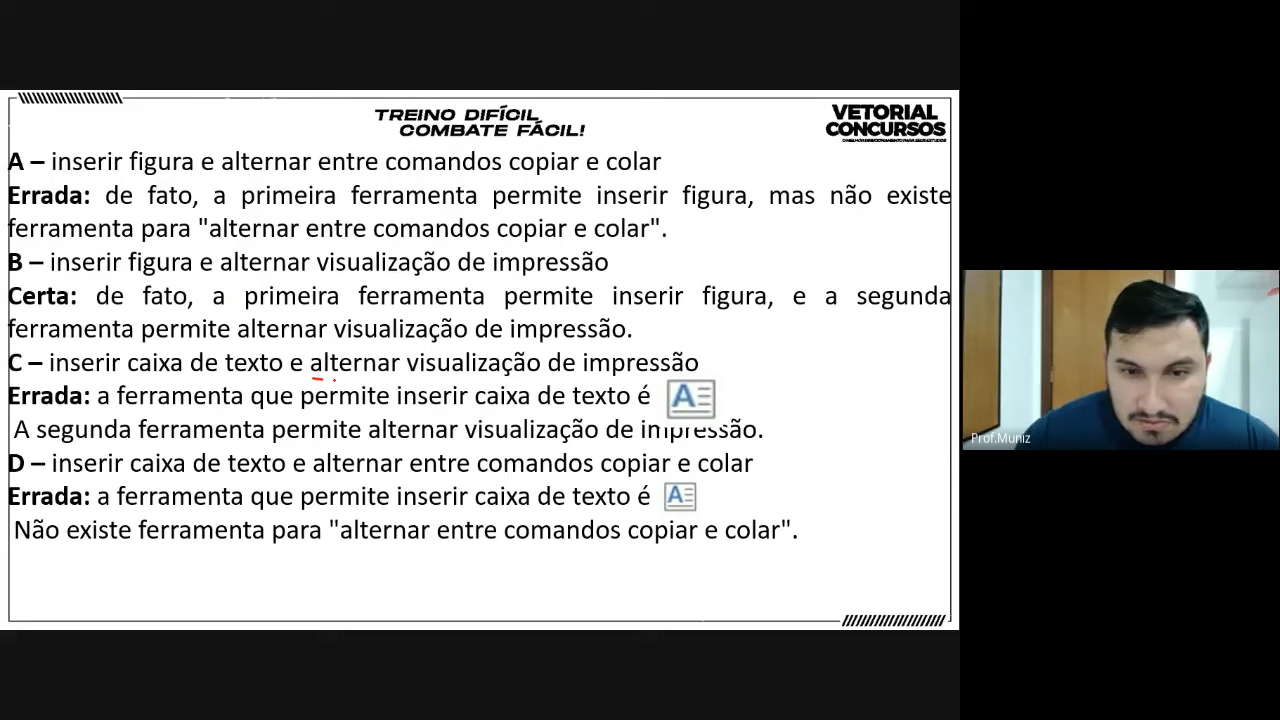 TREINO DIFÍCIL,
COMBATE FÁCIL!
VETORIAL
CONCURSOS
A – inserir figura e alternar entre comandos copiar e colar
Errada: de fato, a primeira ferramenta permite inserir figura, mas não existe
ferramenta para "alternar entre comandos copiar e colar".
B – inserir figura e alternar visualização de impressão
Certa: de fato, a primeira ferramenta permite inserir figura, e a segunda
ferramenta permite alternar visualização de impressão.
C – inserir caixa de texto e alternar visualização de impressão
Errada: a ferramenta que permite inserir caixa de texto é A
A segunda ferramenta permite alternar visualização de impressão.
D – inserir caixa de texto e alternar entre comandos copiar e colar
Errada: a ferramenta que permite inserir caixa de texto é A
Não existe ferramenta para "alternar entre comandos copiar e colar".
Prof.Muniz